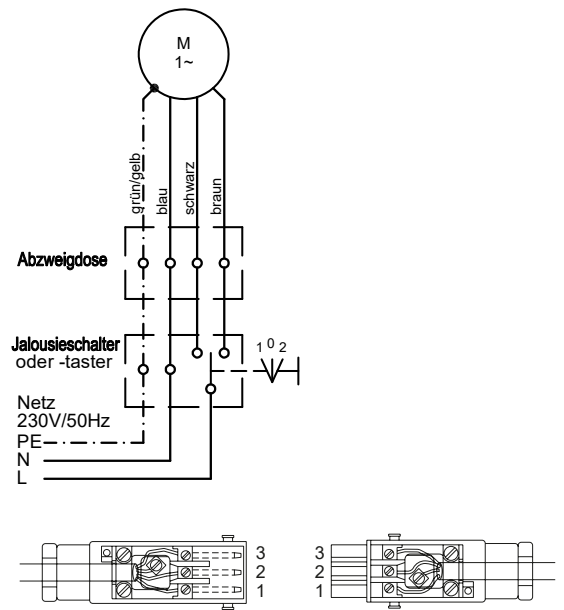 M
1~
grün/gelb
blau
schwarz
braun
Abzweigdose
Jalousieschalter
oder -taster
1 0 2
Netz
230V/50Hz
PE
N
L
3
2
1
3
2
1